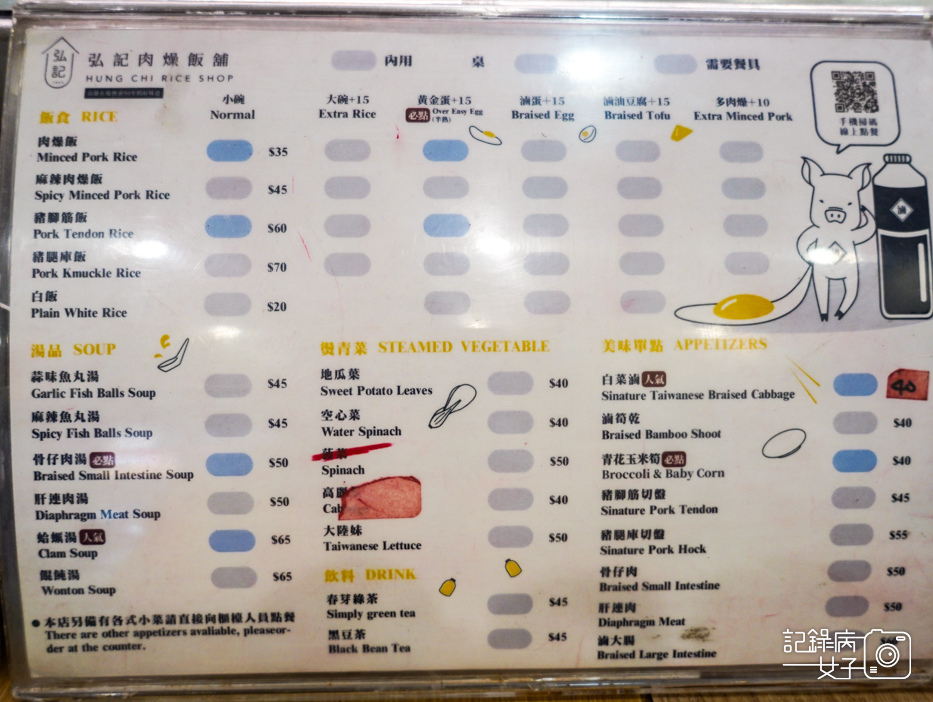 弘記
弘記肉燥飯舖
HUNG CHI RICE SHOP
內用
桌
需要餐具
手機掃碼
線上點餐
飯食 RICE
小碗
Normal
大碗+15
Extra Rice
黃金蛋+15
必點 Over Easy Egg
(半熟)
滷蛋+15
Braised Egg
滷油豆腐+15
Braised Tofu
多肉燥+10
Extra Minced Pork
肉燥飯
Minced Pork Rice $35
麻辣肉燥飯
Spicy Minced Pork Rice $45
豬腳筋飯
Pork Tendon Rice $60
豬腿庫飯
Pork Kmuckle Rice $70
白飯
Plain White Rice $20
滷
湯品 SOUP
蒜味魚丸湯
Garlic Fish Balls Soup $45
麻辣魚丸湯
Spicy Fish Balls Soup $45
骨仔肉湯 必點
Braised Small Intestine Soup $50
肝連肉湯
Diaphragm Meat Soup $50
蛤蠣湯 人氣
Clam Soup $65
餛飩湯
Wonton Soup $65
本店另備有各式小菜請直接向櫃檯人員點餐
There are other appetizers avaliable, pleaseor-
der at the counter.
燙青菜 STEAMED VEGETABLE
地瓜葉
Sweet Potato Leaves $40
空心菜
Water Spinach $40
菠菜
Spinach $50
高麗
Cab $40
大陸妹
Taiwanese Lettuce $50
飲料 DRINK
春芽綠茶
Simply green tea $45
黑豆茶
Black Bean Tea $45
美味單點 APPETIZERS
白菜滷 人氣
Sinature Taiwanese Braised Cabbage 40
滷筍乾
Braised Bamboo Shoot $40
青花玉米筍 必點
Broccoli & Baby Corn $40
豬腳筋切盤
Sinature Pork Tendon $45
豬腿庫切盤
Sinature Pork Hock $55
骨仔肉
Braised Small Intestine $50
肝連肉
Diaphragm Meat $50
滷大腸
Braised Large Intestine
記錄病
女子